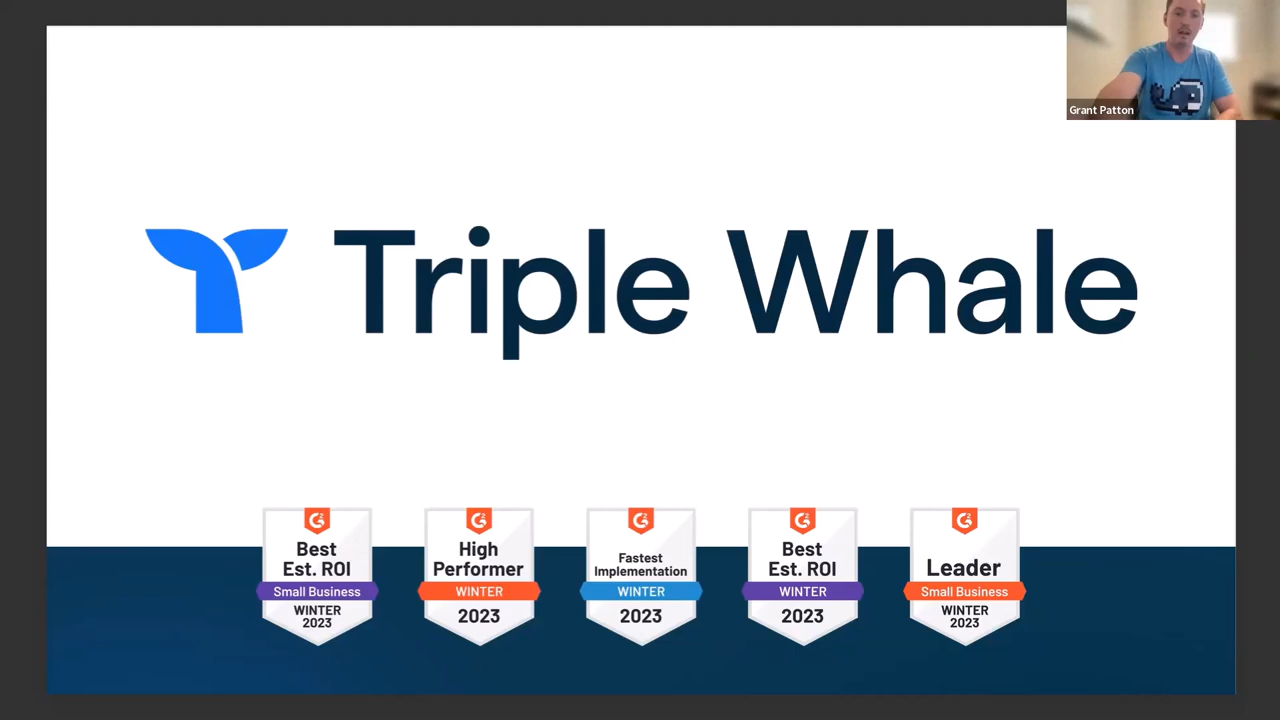 Grant Patton
Triple Whale
Best
Est. ROI
Small Business
WINTER
2023
High
Performer
WINTER
2023
Fastest
Implementation
WINTER
2023
Best
Est. ROI
WINTER
2023
Leader
Small Business
WINTER
2023